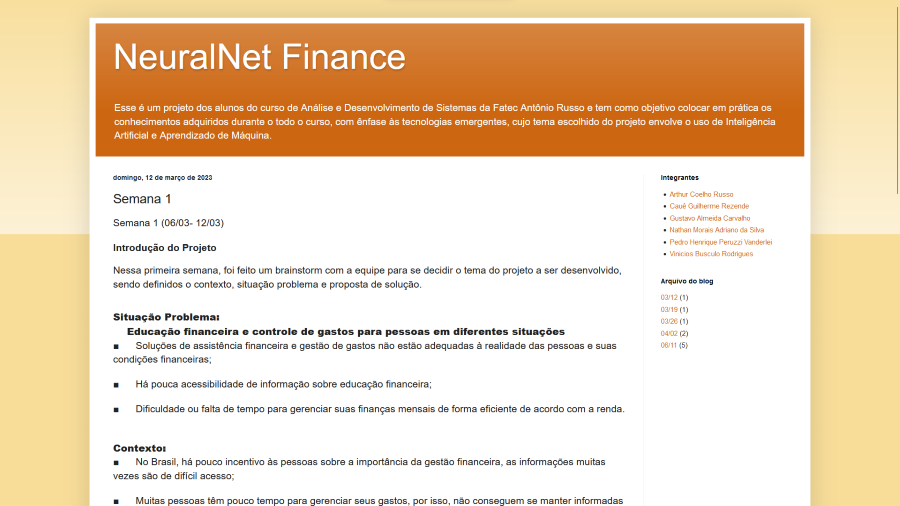 NeuralNet Finance
Esse é um projeto dos alunos do curso de Análise e Desenvolvimento de Sistemas da Fatec Antônio Russo e tem como objetivo colocar em prática os
conhecimentos adquiridos durante o todo o curso, com ênfase às tecnologias emergentes, cujo tema escolhido do projeto envolve o uso de Inteligência
Artificial e Aprendizado de Máquina.
domingo, 12 de março de 2023
Semana 1
Semana 1 (06/03- 12/03)
Introdução do Projeto
Nessa primeira semana, foi feito um brainstorm com a equipe para se decidir o tema do projeto a ser desenvolvido,
sendo definidos o contexto, situação problema e proposta de solução.
Situação Problema:
Educação financeira e controle de gastos para pessoas em diferentes situações
■ Soluções de assistência financeira e gestão de gastos não estão adequadas à realidade das pessoas e suas
condições financeiras;
■ Há pouca acessibilidade de informação sobre educação financeira;
■ Dificuldade ou falta de tempo para gerenciar suas finanças mensais de forma eficiente de acordo com a renda.
Contexto:
■ No Brasil, há pouco incentivo às pessoas sobre a importância da gestão financeira, as informações muitas
vezes são de difícil acesso;
■ Muitas pessoas têm pouco tempo para gerenciar seus gastos, por isso, não conseguem se manter informadas
Integrantes
Arthur Coelho Russo
Cauê Guilherme Rezende
Gustavo Almeida Carvalho
Nathan Morais Adriano da Silva
Pedro Henrique Peruzzi Vanderlei
Vinicios Busculo Rodrigues
Arquivo do blog
03/12 (1)
03/19 (1)
03/26 (1)
04/02 (2)
06/11 (5)